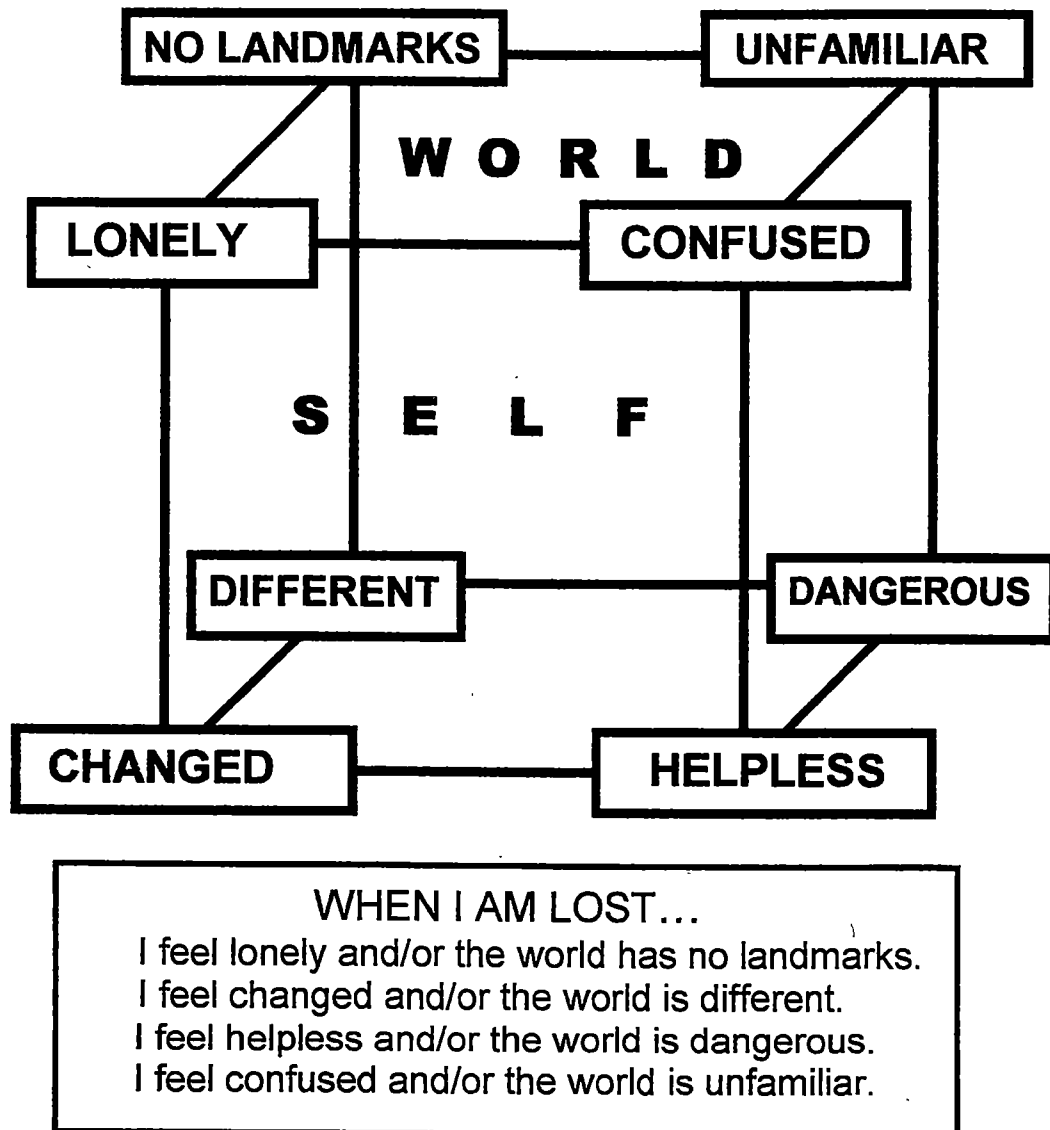 NO LANDMARKS UNFAMILIAR
WORLD
LONELY CONFUSED
SELF
DIFFERENT DANGEROUS
CHANGED HELPLESS
WHEN I AM LOST...
I feel lonely and/or the world has no landmarks.
I feel changed and/or the world is different.
I feel helpless and/or the world is dangerous.
I feel confused and/or the world is unfamiliar.